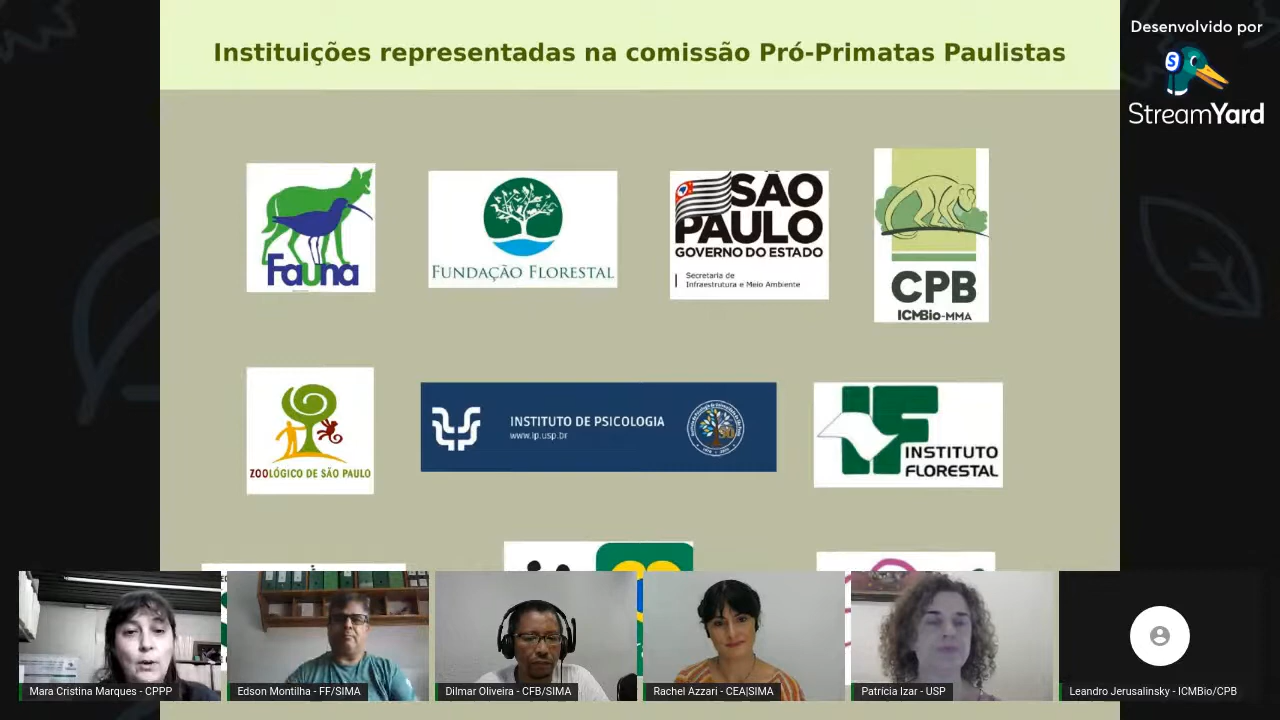 Instituições representadas na comissão Pró-Primatas Paulistas
Desenvolvido por
StreamYard
Fauna
FUNDAÇÃO FLORESTAL
SÃO
PAULO
GOVERNO DO ESTADO
Secretaria de
Infraestrutura e Meio Ambiente
CPB
ICMBio-MMA
ZOOLÓGICO DE SÃO PAULO
INSTITUTO DE PSICOLOGIA
www.ip.usp.br
IF
INSTITUTO
FLORESTAL
Mara Cristina Marques - CPPP
Edson Montilha - FF/SIMA
Dilmar Oliveira - CFB/SIMA
Rachel Azzari - CEA|SIMA
Patrícia Izar - USP
Leandro Jerusalinsky - ICMBio/CPB